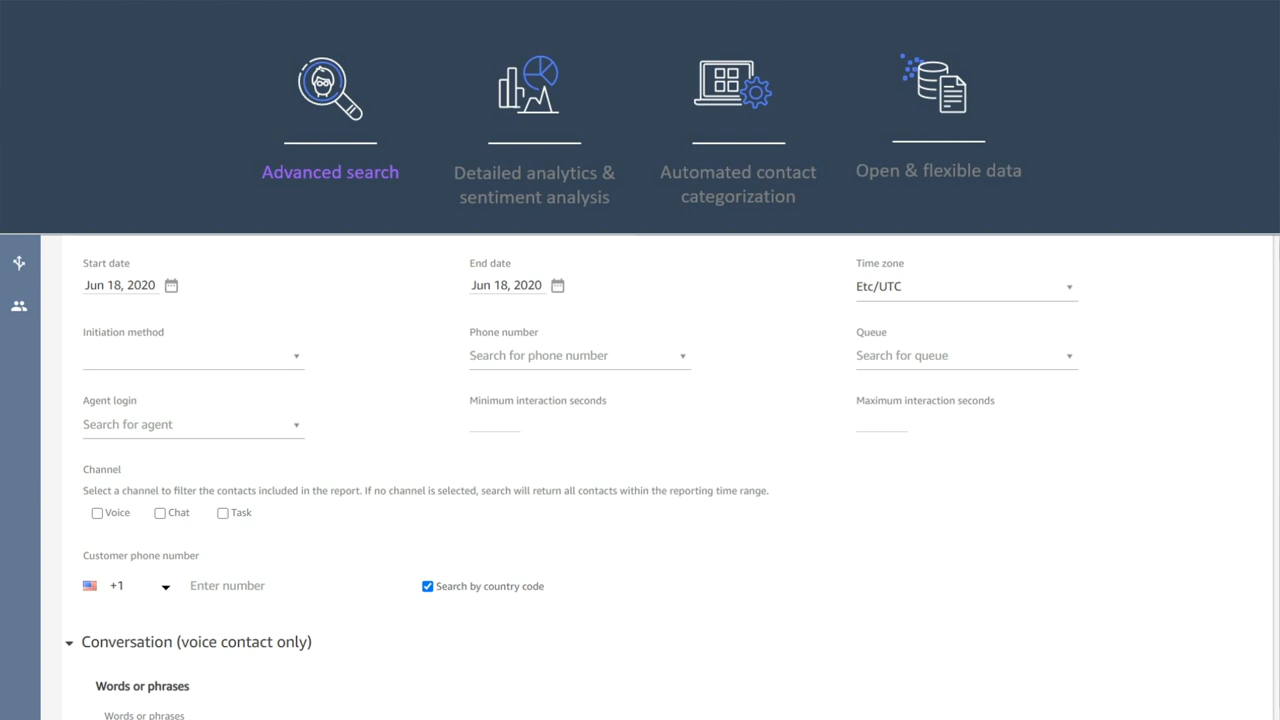 Advanced search
Detailed analytics &
sentiment analysis
Automated contact
categorization
Open & flexible data
Start date
End date
Time zone
Jun 18, 2020
Jun 18, 2020
Etc/UTC
Initiation method
Phone number
Queue
Search for phone number
Search for queue
Agent login
Minimum interaction seconds
Maximum interaction seconds
Search for agent
Channel
Select a channel to filter the contacts included in the report. If no channel is selected, search will return all contacts within the reporting time range.
Voice
Chat
Task
Customer phone number
+1
Enter number
Search by country code
Conversation (voice contact only)
Words or phrases
Words or phrases